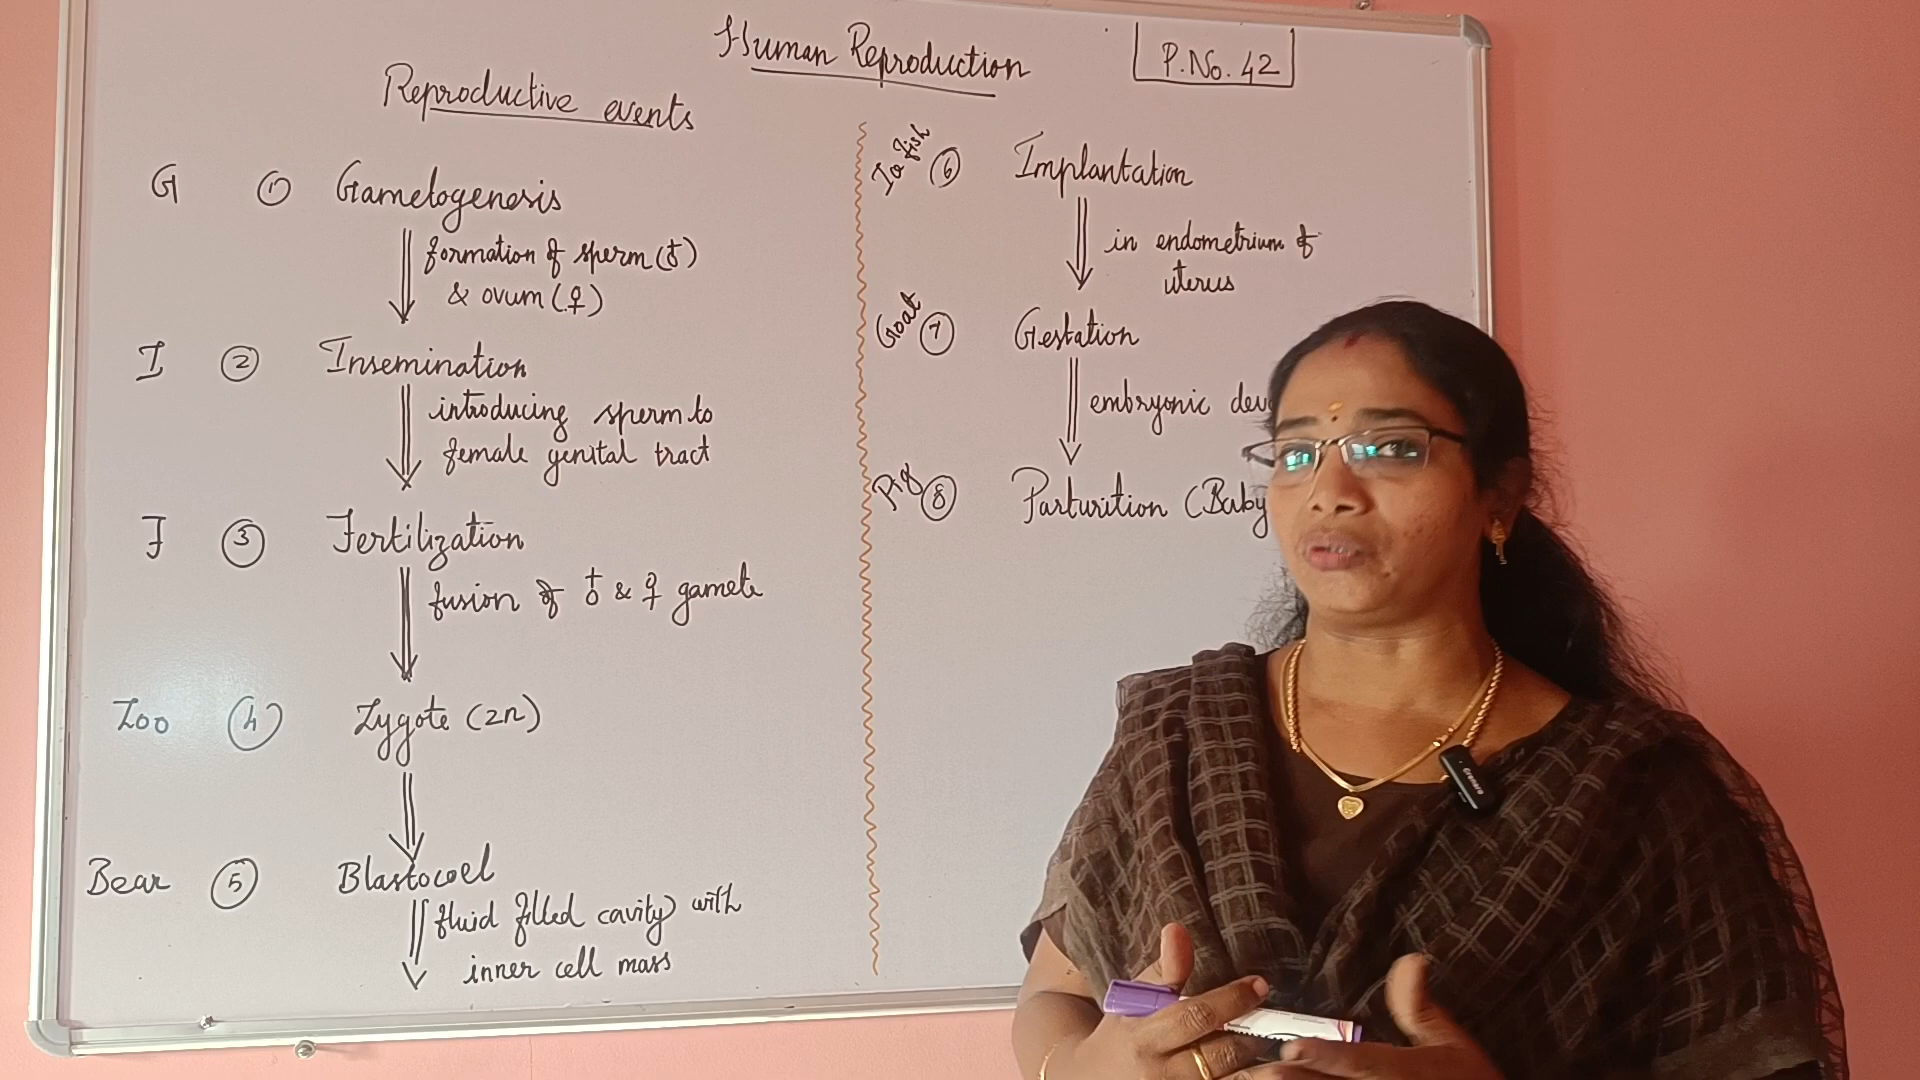 Human Reproduction
P.No. 42
Reproductive events
G ① Gametogenesis
formation of sperm (♂)
& ovum (♀)
I ② Insemination
introducing sperm to
female genital tract
F ③ Fertilization
fusion of ♂ & ♀ gamete
Zoo ④ Zygote (2n)
Bear ⑤ Blastocoel
fluid filled cavity with
inner cell mass
To fish ⑥ Implantation
in endometrium of
uterus
Goat ⑦ Gestation
embryonic dev
Pig ⑧ Parturition (Baby